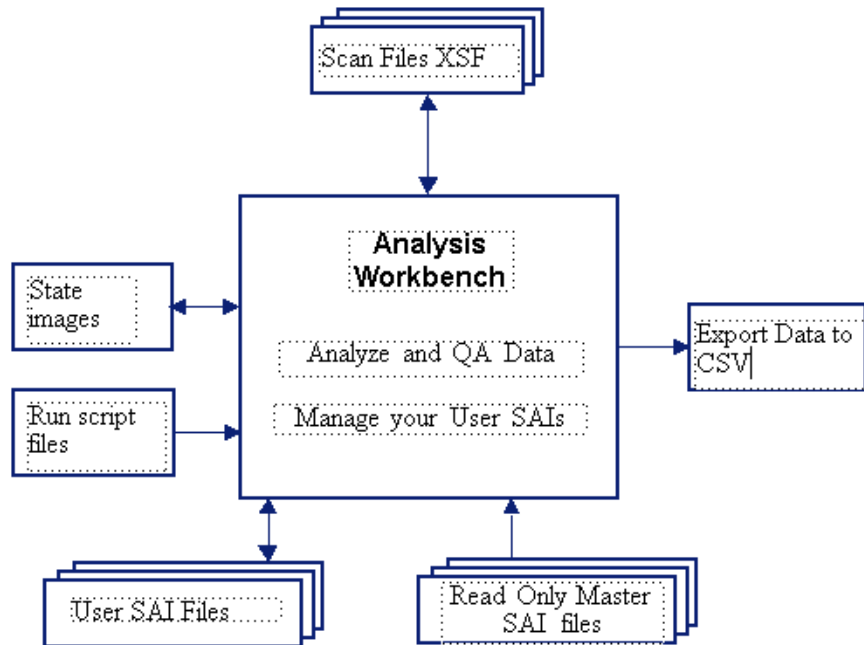 Scan Files XSF
Analysis
Workbench
State
images
Analyze and QA Data
Export Data to
CSV
Run script
files
Manage your User SAIs
User SAI Files
Read Only Master
SAI files